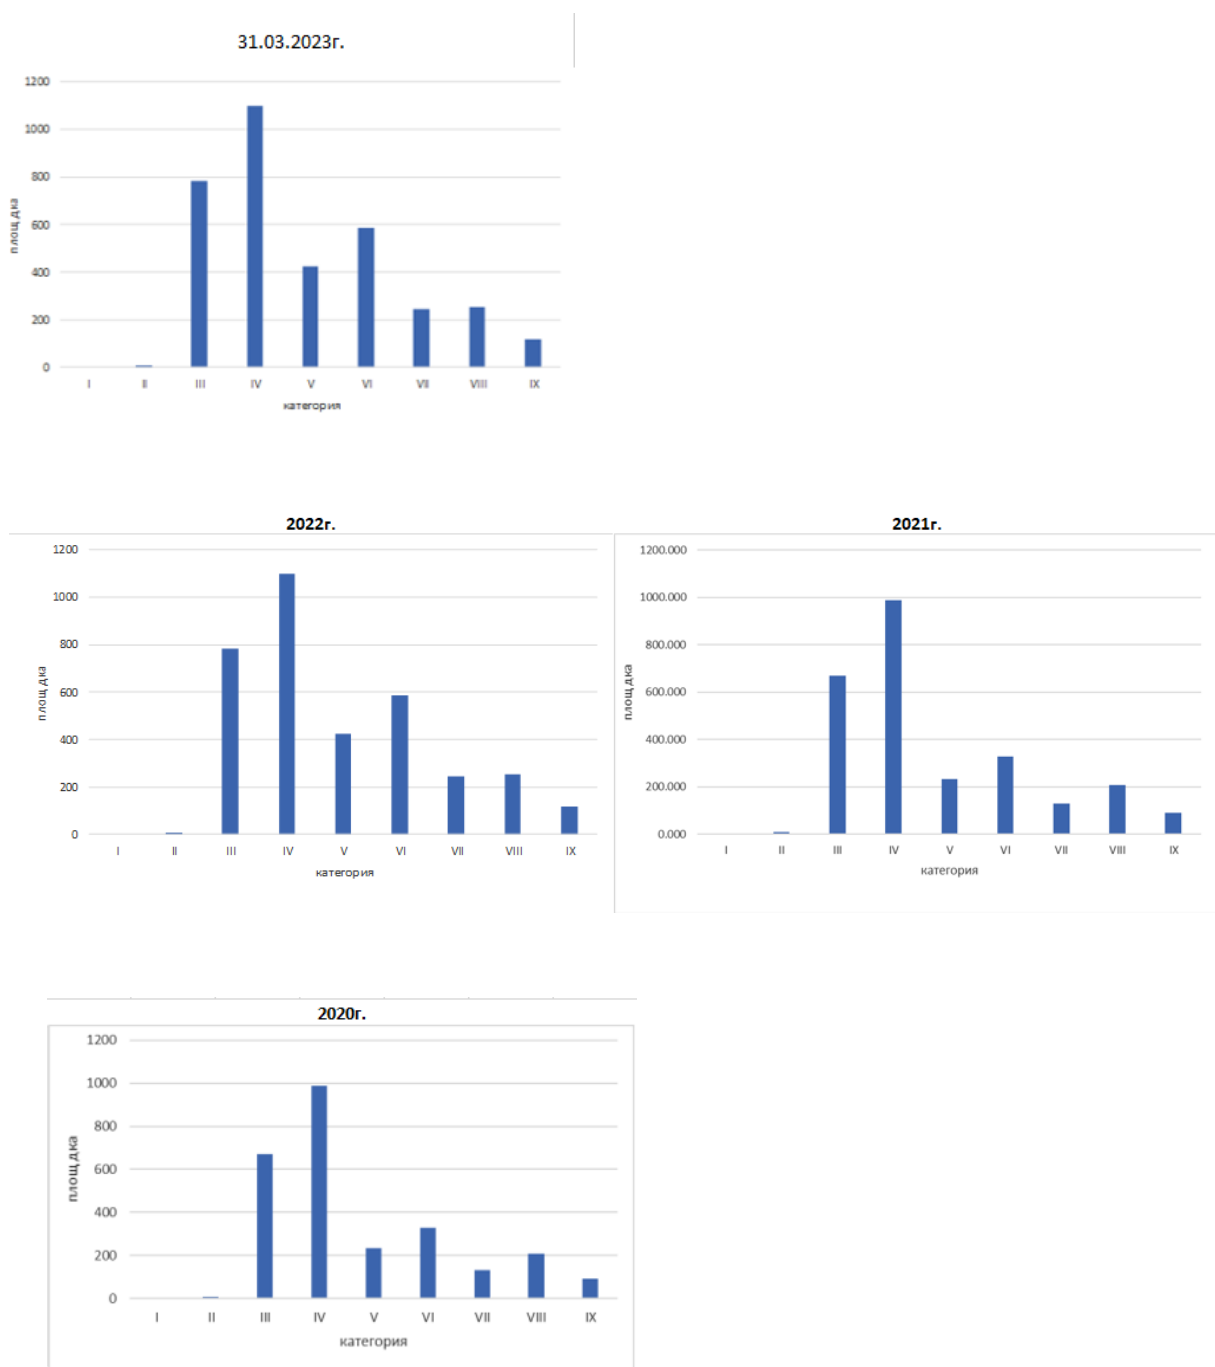 31.03.2023г.
1200
1000
800
600
400
200
0
площ дка
I II III IV V VI VII VIII IX
категория
2022г.
1200
1000
800
600
400
200
0
площ дка
I II III IV V VI VII VIII IX
категория
2021г.
1200.000
1000.000
800.000
600.000
400.000
200.000
0.000
площ дка
I II III IV V VI VII VIII IX
категория
2020г.
1200
1000
800
600
400
200
0
площ дка
I II III IV V VI VII VIII IX
категория